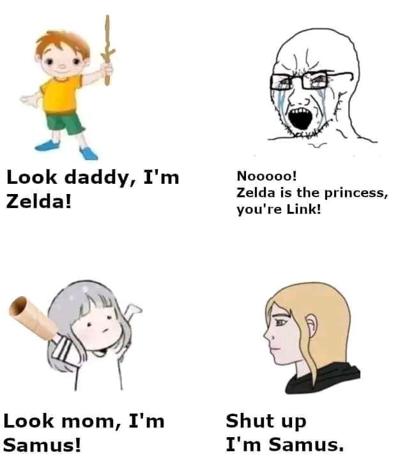 Look daddy, I'm
Zelda!
Nooooo!
Zelda is the princess,
you're Link!
Look mom, I'm
Samus!
Shut up
I'm Samus.